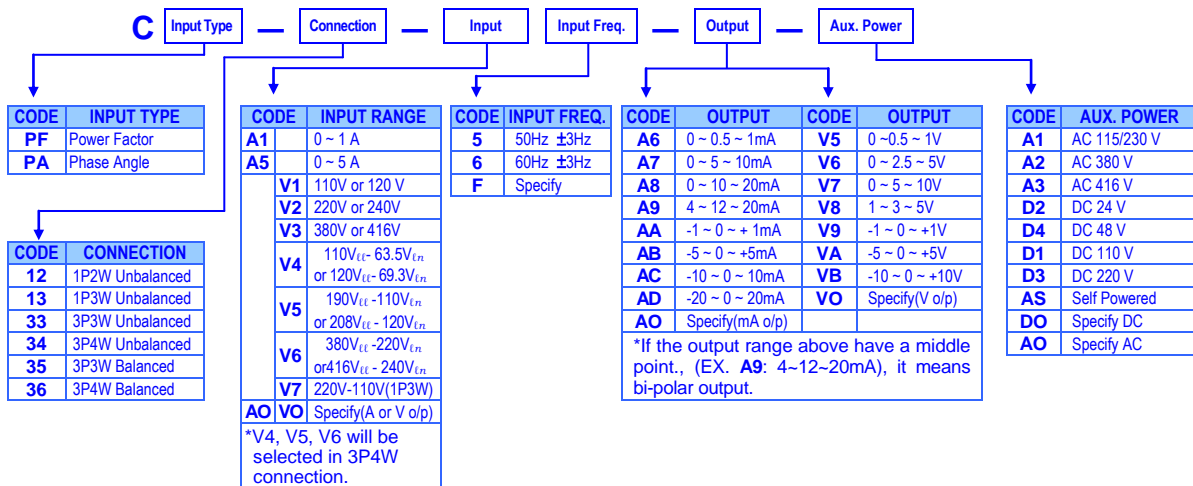 C Input Type — Connection — Input Input Freq. — Output — Aux. Power
CODE INPUT TYPE
PF Power Factor
PA Phase Angle
CODE CONNECTION
12 1P2W Unbalanced
13 1P3W Unbalanced
33 3P3W Unbalanced
34 3P4W Unbalanced
35 3P3W Balanced
36 3P4W Balanced
CODE INPUT RANGE
A1 0 ~ 1 A
A5 0 ~ 5 A
V1 110V or 120 V
V2 220V or 240V
V3 380V or 416V
V4 110Vℓℓ- 63.5Vℓn
or 120Vℓℓ- 69.3Vℓn
V5 190Vℓℓ -110Vℓn
or 208Vℓℓ - 120Vℓn
V6 380Vℓℓ -220Vℓn
or416Vℓℓ - 240Vℓn
V7 220V-110V(1P3W)
AO VO Specify(A or V o/p)
*V4, V5, V6 will be
selected in 3P4W
connection.
CODE INPUT FREQ.
5 50Hz ±3Hz
6 60Hz ±3Hz
F Specify
CODE OUTPUT CODE OUTPUT
A6 0 ~ 0.5 ~ 1mA V5 0 ~0.5 ~ 1V
A7 0 ~ 5 ~ 10mA V6 0 ~ 2.5 ~ 5V
A8 0 ~ 10 ~ 20mA V7 0 ~ 5 ~ 10V
A9 4 ~ 12 ~ 20mA V8 1 ~ 3 ~ 5V
AA -1 ~ 0 ~ + 1mA V9 -1 ~ 0 ~ +1V
AB -5 ~ 0 ~ +5mA VA -5 ~ 0 ~ +5V
AC -10 ~ 0 ~ 10mA VB -10 ~ 0 ~ +10V
AD -20 ~ 0 ~ 20mA VO Specify(V o/p)
AO Specify(mA o/p)
*If the output range above have a middle
point., (EX. A9: 4~12~20mA), it means
bi-polar output.
CODE AUX. POWER
A1 AC 115/230 V
A2 AC 380 V
A3 AC 416 V
D2 DC 24 V
D4 DC 48 V
D1 DC 110 V
D3 DC 220 V
AS Self Powered
DO Specify DC
AO Specify AC